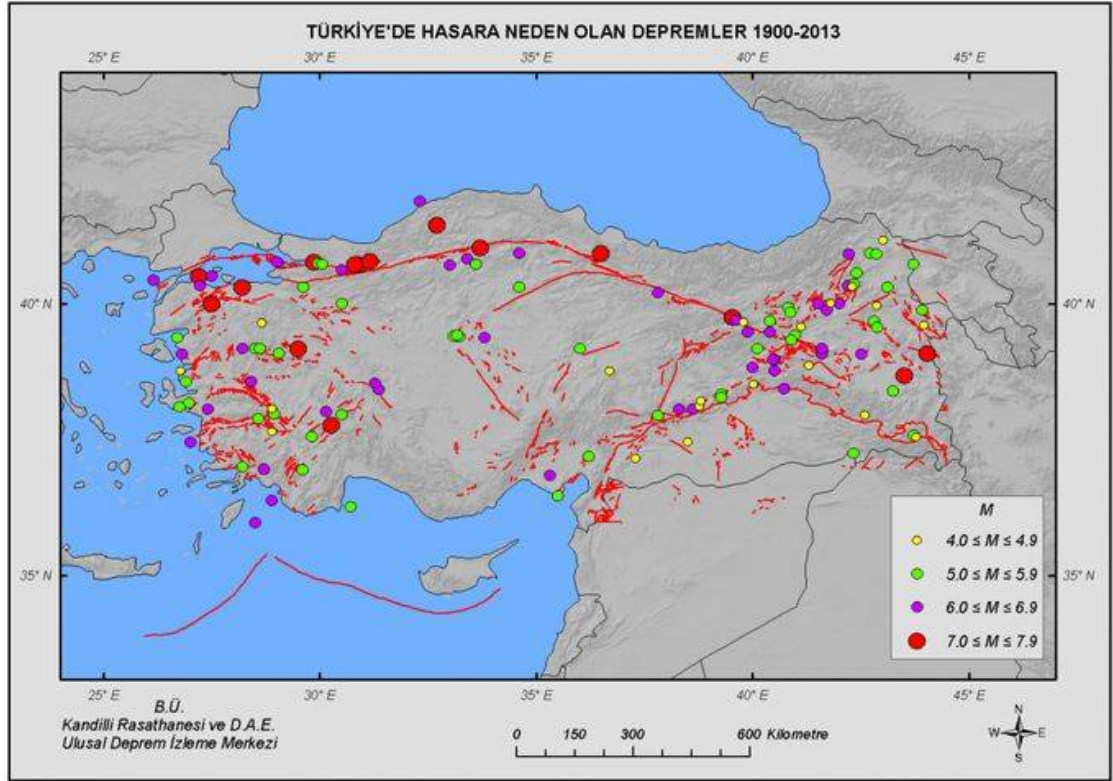 TÜRKİYE'DE HASARA NEDEN OLAN DEPREMLER 1900-2013
25° E 30° E 35° E 40° E 45° E
40° N 40° N
35° N 35° N
M
4.0 ≤ M ≤ 4.9
5.0 ≤ M ≤ 5.9
6.0 ≤ M ≤ 6.9
7.0 ≤ M ≤ 7.9
25° E 30° E 35° E 40° E 45° E
B.Ü.
Kandilli Rasathanesi ve D.A.E.
Ulusal Deprem İzleme Merkezi
0 150 300 600 Kilometre
N
W E
S